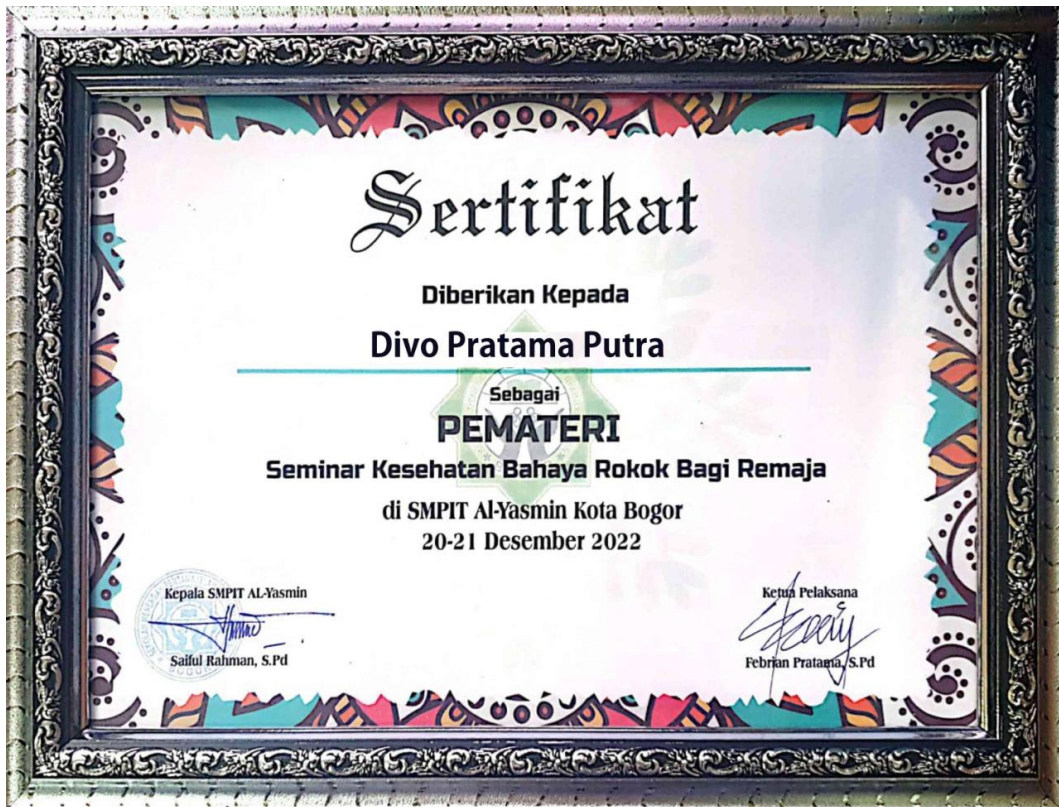 Sertifikat
Diberikan Kepada
Divo Pratama Putra
Sebagai
PEMATERI
Seminar Kesehatan Bahaya Rokok Bagi Remaja
di SMPIT Al-Yasmin Kota Bogor
20-21 Desember 2022
Kepala SMPIT AL-Yasmin
Saiful Rahman, S.Pd
Ketua Pelaksana
Febrian Pratama, S.Pd